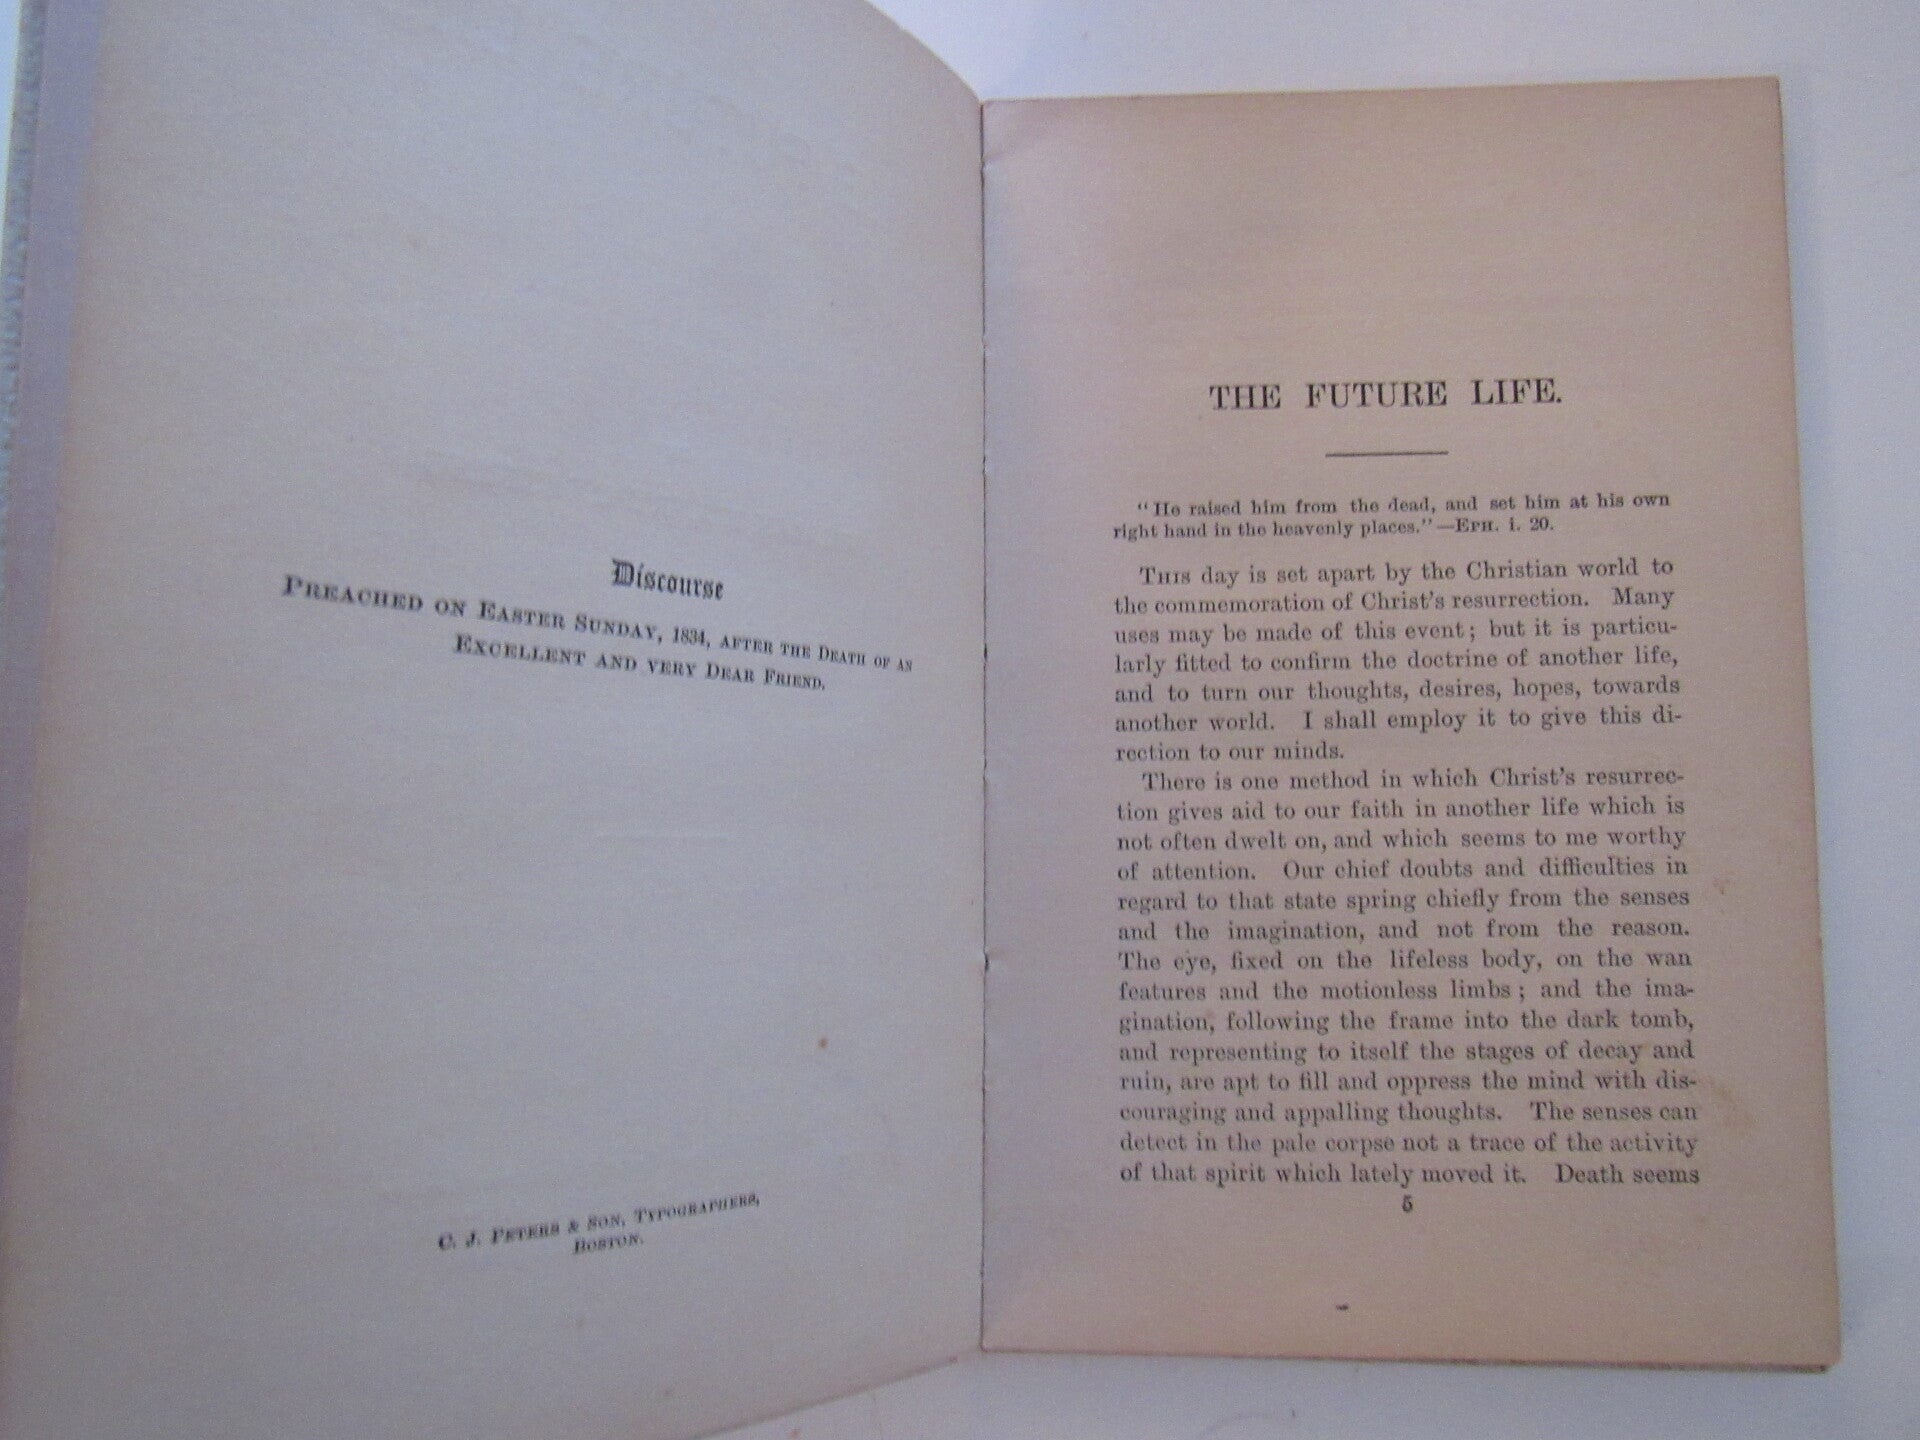 Discourse
Preached on Easter Sunday, 1834, after the Death of an
Excellent and very Dear Friend.
C. J. Peters & Son, Typographers,
Boston.
THE FUTURE LIFE.
"He raised him from the dead, and set him at his own
right hand in the heavenly places."—Eph. i. 20.
This day is set apart by the Christian world to
the commemoration of Christ's resurrection. Many
uses may be made of this event; but it is particu-
larly fitted to confirm the doctrine of another life,
and to turn our thoughts, desires, hopes, towards
another world. I shall employ it to give this di-
rection to our minds.
There is one method in which Christ's resurrec-
tion gives aid to our faith in another life which is
not often dwelt on, and which seems to me worthy
of attention. Our chief doubts and difficulties in
regard to that state spring chiefly from the senses
and the imagination, and not from the reason.
The eye, fixed on the lifeless body, on the wan
features and the motionless limbs; and the ima-
gination, following the frame into the dark tomb,
and representing to itself the stages of decay and
ruin, are apt to fill and oppress the mind with dis-
couraging and appalling thoughts. The senses can
detect in the pale corpse not a trace of the activity
of that spirit which lately moved it. Death seems
5